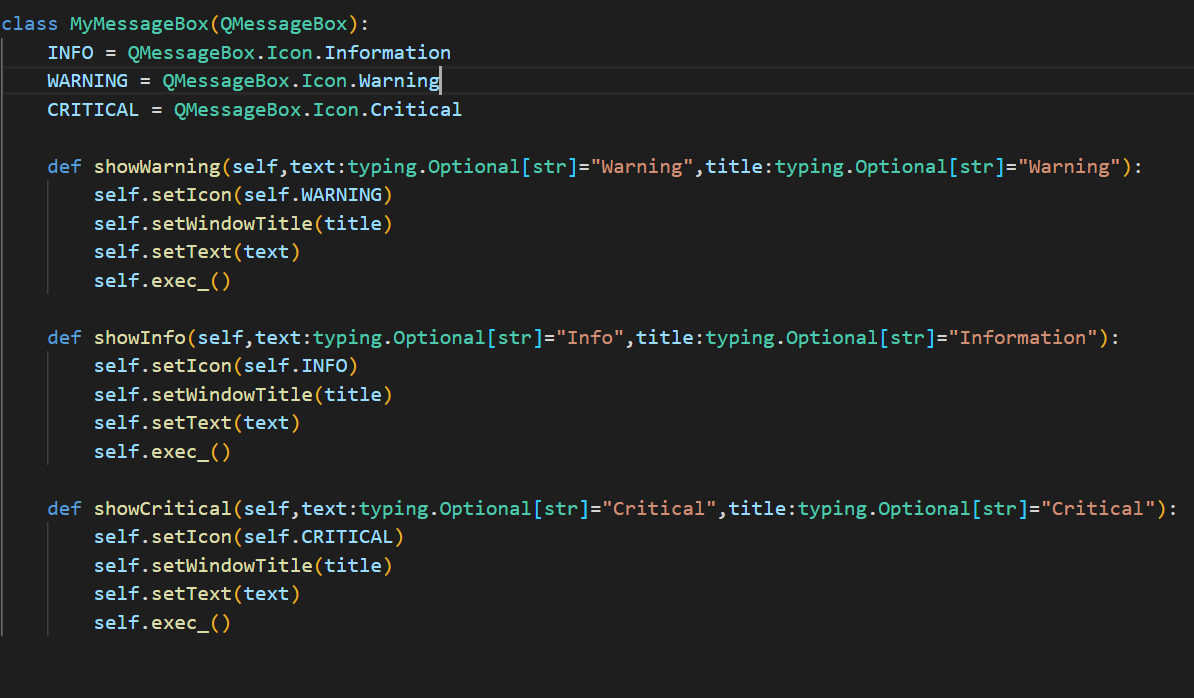 class MyMessageBox(QMessageBox):
    INFO = QMessageBox.Icon.Information
    WARNING = QMessageBox.Icon.Warning
    CRITICAL = QMessageBox.Icon.Critical

    def showWarning(self,text:typing.Optional[str]="Warning",title:typing.Optional[str]="Warning"):
        self.setIcon(self.WARNING)
        self.setWindowTitle(title)
        self.setText(text)
        self.exec_()

    def showInfo(self,text:typing.Optional[str]="Info",title:typing.Optional[str]="Information"):
        self.setIcon(self.INFO)
        self.setWindowTitle(title)
        self.setText(text)
        self.exec_()

    def showCritical(self,text:typing.Optional[str]="Critical",title:typing.Optional[str]="Critical"):
        self.setIcon(self.CRITICAL)
        self.setWindowTitle(title)
        self.setText(text)
        self.exec_()